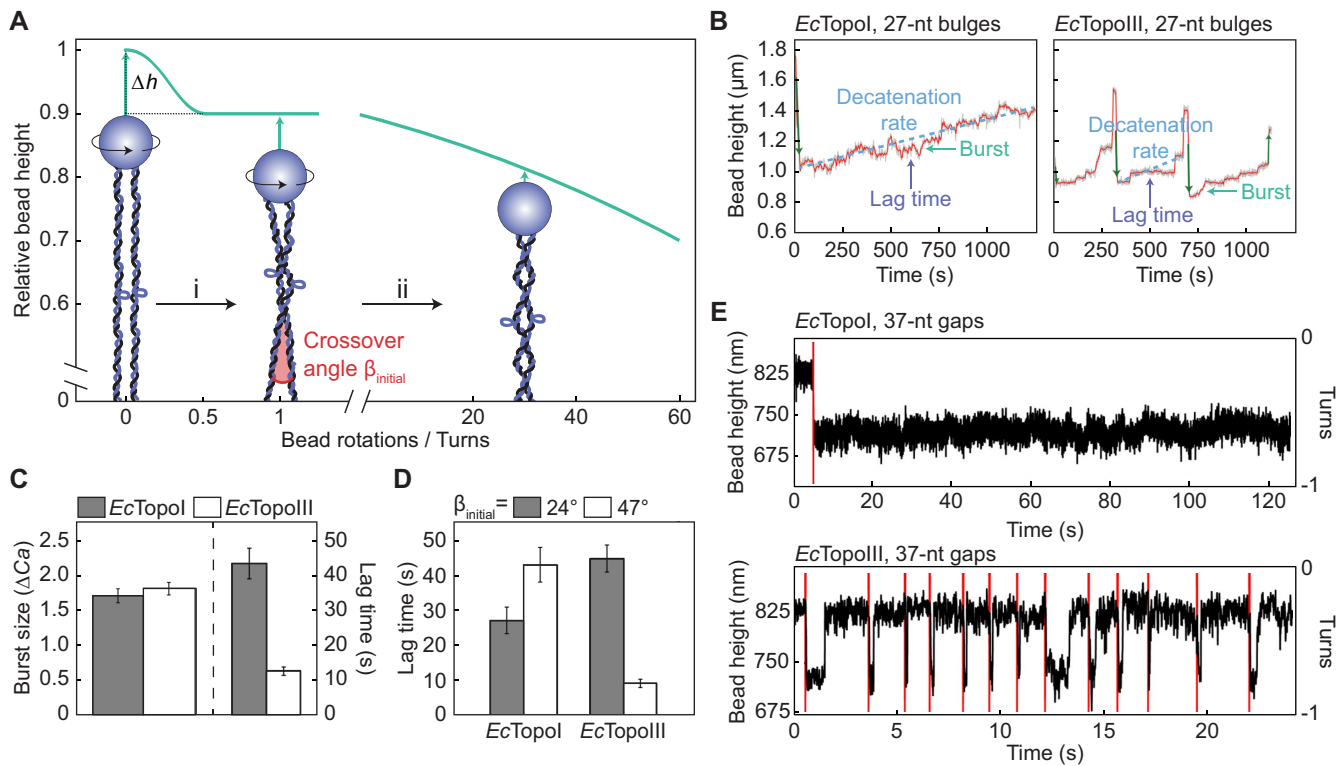 A
Relative bead height
1
0.9
0.8
0.7
0.6
0
Δh
i
ii
Crossover
angle βinitial
0
0.5
1
20
40
60
Bead rotations / Turns
B
EcTopoI, 27-nt bulges
EcTopoIII, 27-nt bulges
Bead height (μm)
1.8
1.6
1.4
1.2
1.0
0.8
0.6
Decatenation
rate
Burst
Lag time
0 250 500 750 1000
Time (s)
Decatenation
rate
Burst
Lag time
0 250 500 750 1000
Time (s)
C
EcTopoI EcTopoIII
Burst size (ΔCa)
2.5
2.0
1.5
1.0
0.5
0
50
40
30
20
10
0
Lag time (s)
D
βinitial= 24° 47°
Lag time (s)
50
40
30
20
10
0
EcTopoI EcTopoIII
E
EcTopoI, 37-nt gaps
Bead height (nm)
825
750
675
0
-1
Turns
0 20 40 60 80 100 120
Time (s)
EcTopoIII, 37-nt gaps
Bead height (nm)
825
750
675
0
-1
Turns
5 10 15 20
Time (s)